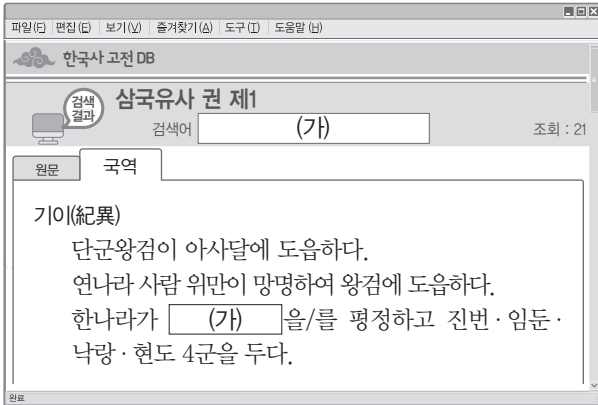 파일(F) 편집(E) 보기(V) 즐겨찾기(A) 도구(T) 도움말(H)
한국사 고전 DB
검색 결과
삼국유사 권 제1
검색어 (가) 조회 : 21
원문 국역
기이(紀異)
단군왕검이 아사달에 도읍하다.
연나라 사람 위만이 망명하여 왕검에 도읍하다.
한나라가 (가) 을/를 평정하고 진번·임둔·
낙랑·현도 4군을 두다.
완료